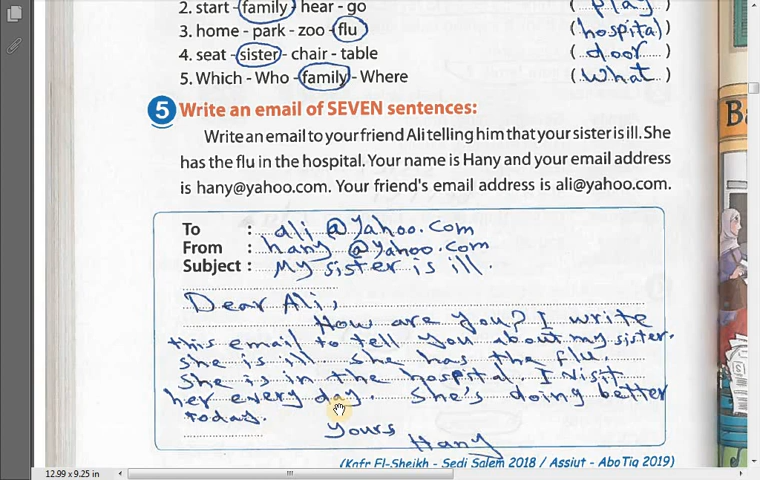 2. start - family - hear - go ( play )
3. home - park - zoo - flu (hospital)
4. seat - sister - chair - table ( door )
5. Which - Who - family - Where ( What )
5 Write an email of SEVEN sentences:
Write an email to your friend Ali telling him that your sister is ill. She
has the flu in the hospital. Your name is Hany and your email address
is hany@yahoo.com. Your friend's email address is ali@yahoo.com.
To : ali @yahoo.com
From : hany @yahoo.com
Subject : My sister is ill.
Dear Ali,
How are you? I write
this email to tell you about my sister.
She is ill. She has the flu.
She is in the hospital. I visit
her every day. She's doing better
today.
Yours
Hany
(Kafr El-Sheikh - Sedi Salem 2018 / Assiut - Abo Tig 2019)
12.99 x 9.25 in